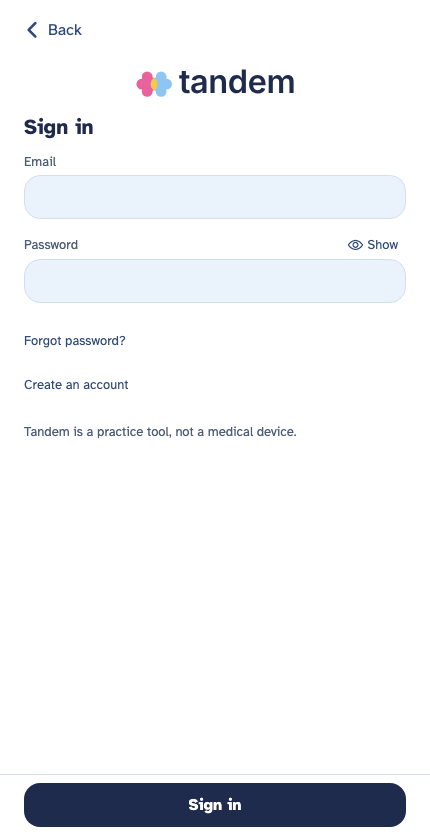 Back
tandem
Sign in
Email
Password
Show
Forgot password?
Create an account
Tandem is a practice tool, not a medical device.
Sign in